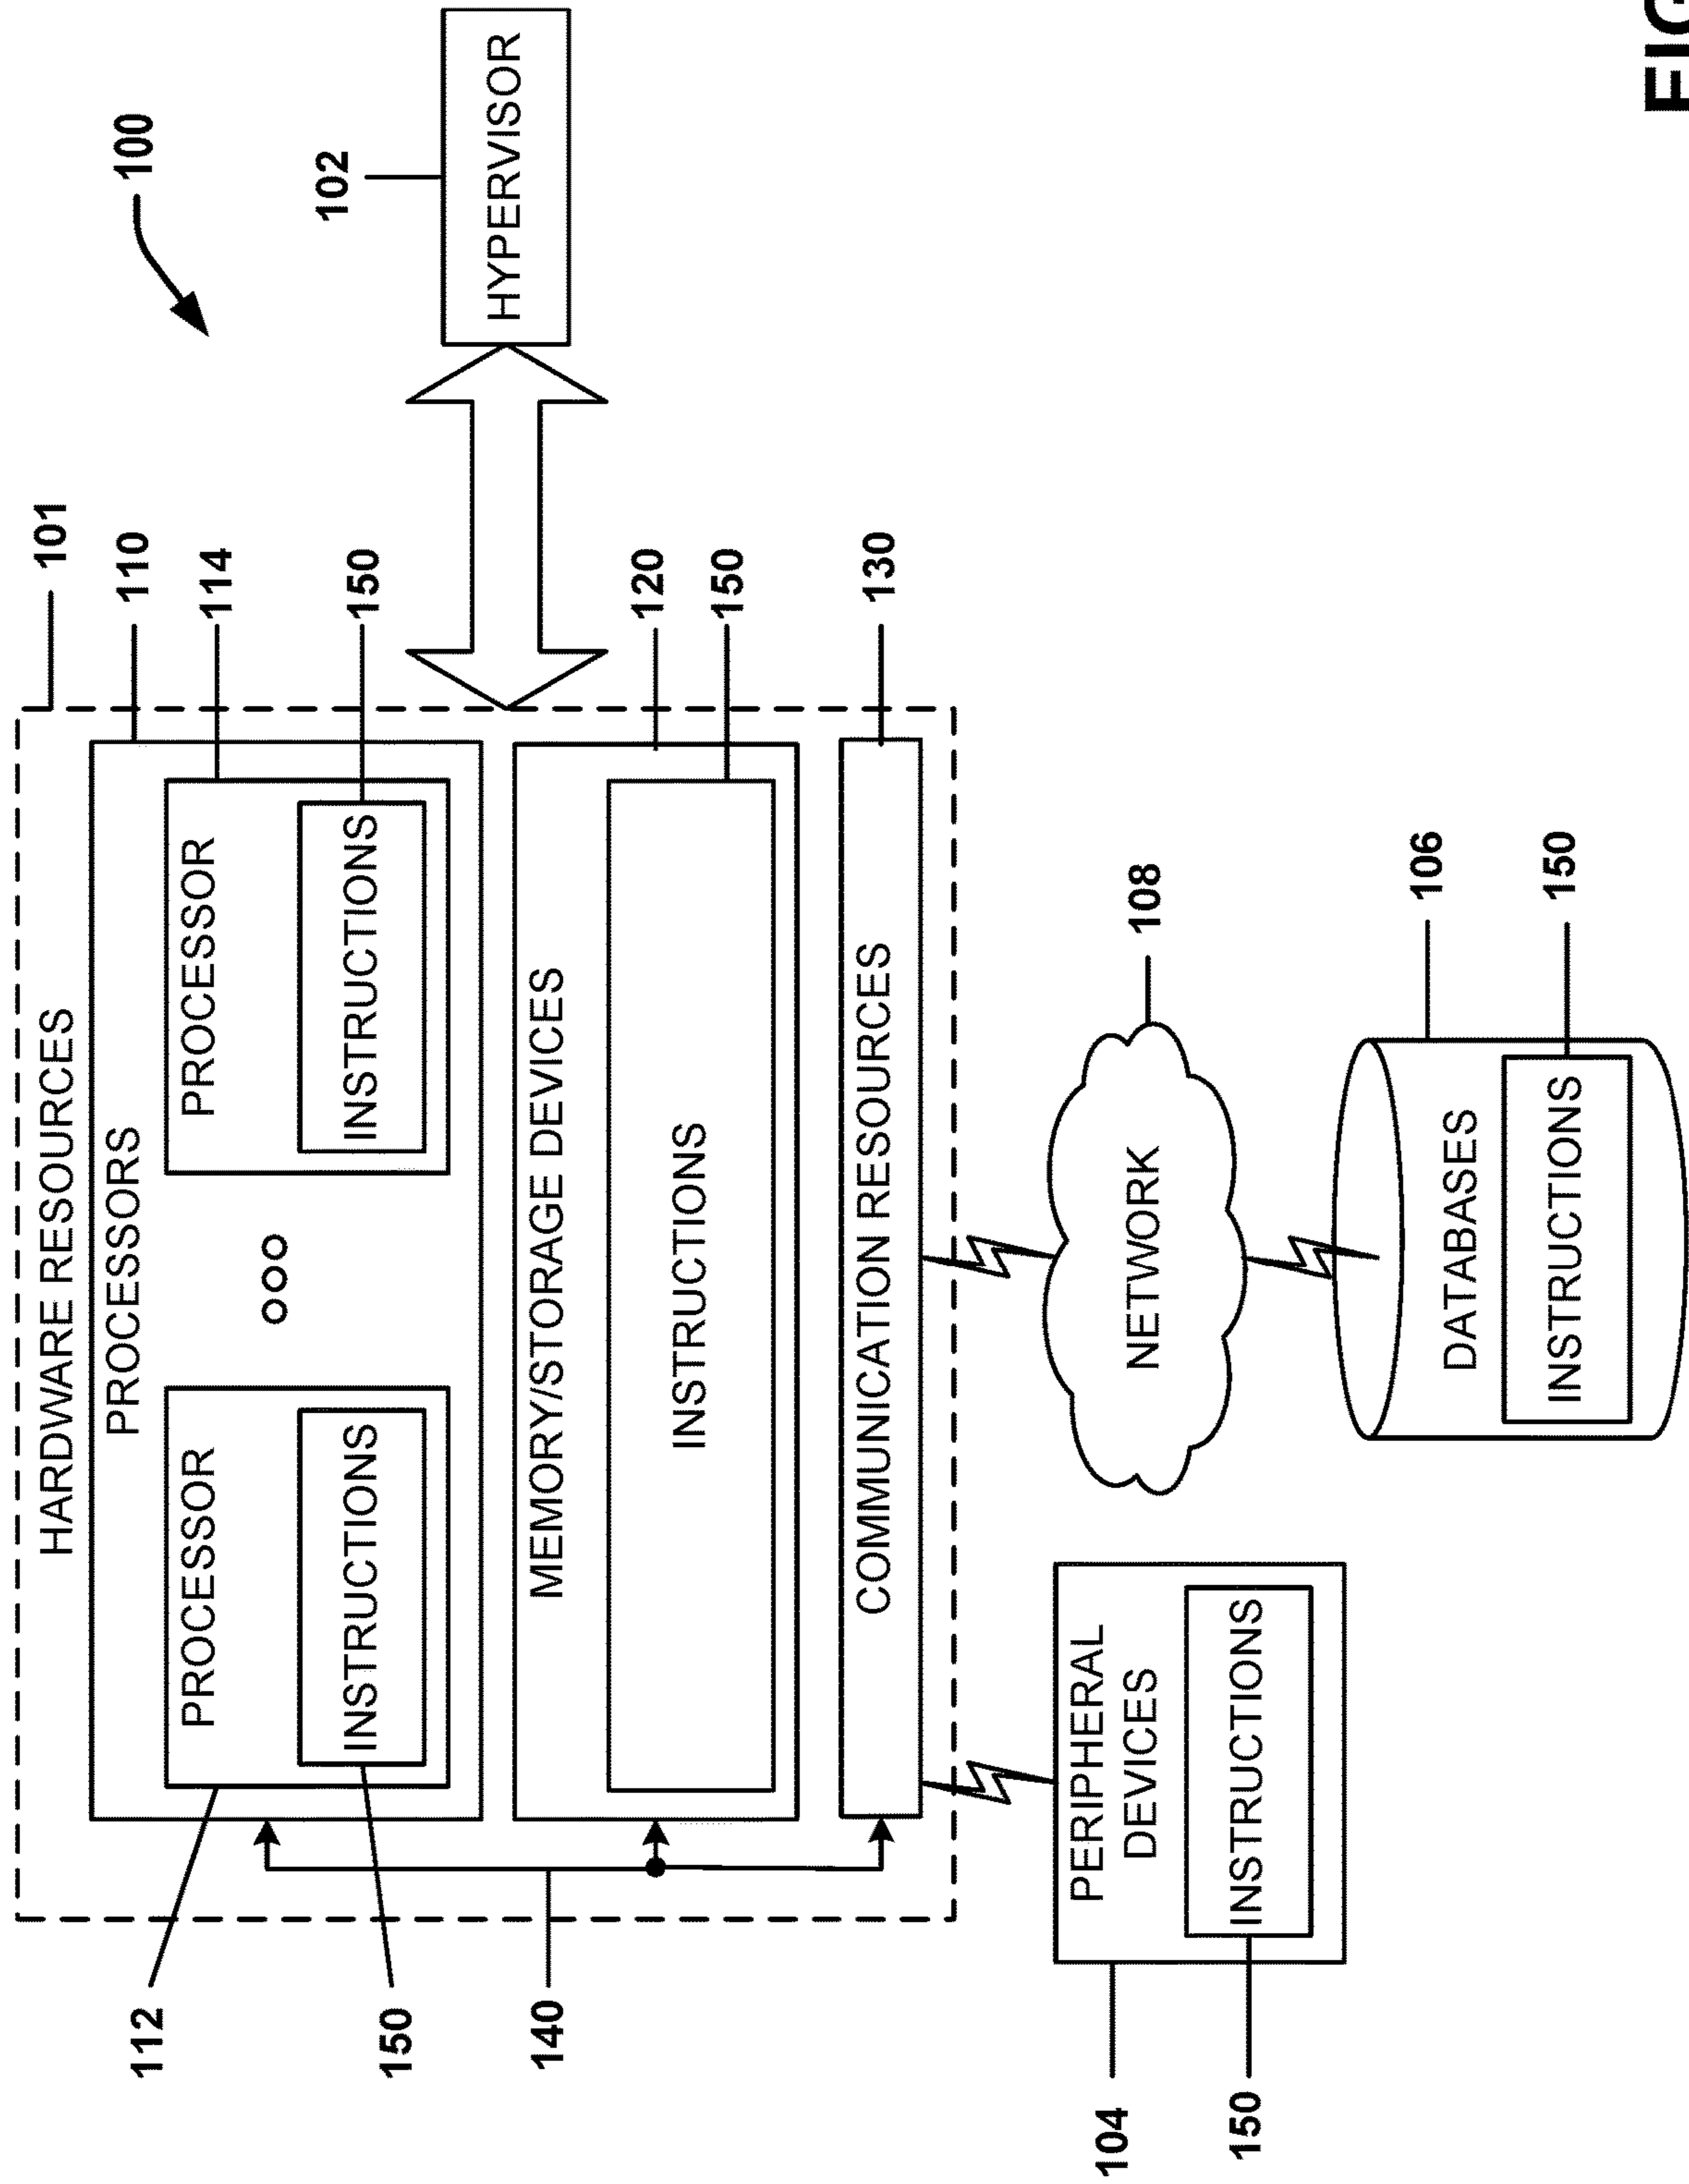 100
HARDWARE RESOURCES
101
PROCESSORS
110
112
PROCESSOR
PROCESSOR
114
150
INSTRUCTIONS
INSTRUCTIONS
150
102
HYPERVISOR
140
MEMORY/STORAGE DEVICES
120
INSTRUCTIONS
150
COMMUNICATION RESOURCES
130
104
PERIPHERAL
DEVICES
150
INSTRUCTIONS
NETWORK
108
DATABASES
106
INSTRUCTIONS
150